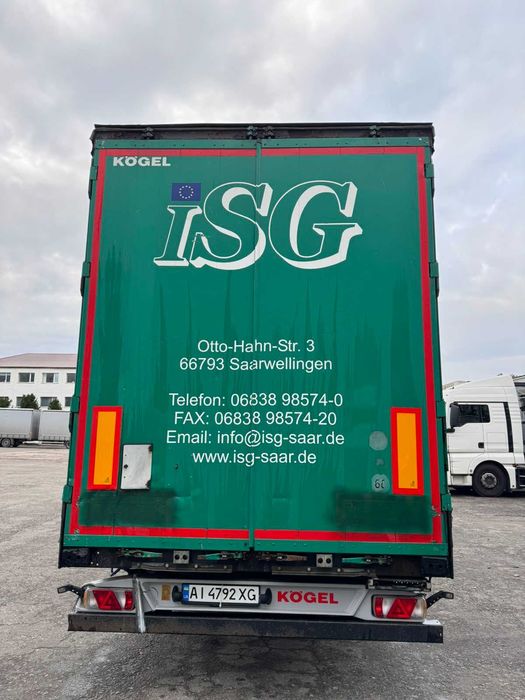 KÖGEL
iSG
Otto-Hahn-Str. 3
66793 Saarwellingen
Telefon: 06838 98574-0
FAX: 06838 98574-20
Email: info@isg-saar.de
www.isg-saar.de
AI 4792 XG
KÖGEL